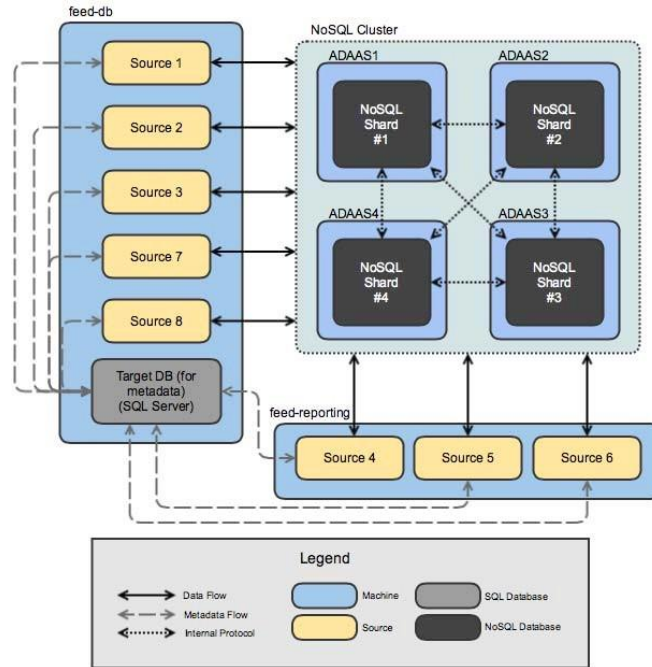 feed-db
Source 1
Source 2
Source 3
Source 7
Source 8
Target DB (for
metadata)
(SQL Server)
NoSQL Cluster
ADAAS1
NoSQL
Shard
#1
ADAAS2
NoSQL
Shard
#2
ADAAS4
NoSQL
Shard
#4
ADAAS3
NoSQL
Shard
#3
feed-reporting
Source 4
Source 5
Source 6
Legend
Data Flow
Metadata Flow
Internal Protocol
Machine
Source
SQL Database
NoSQL Database